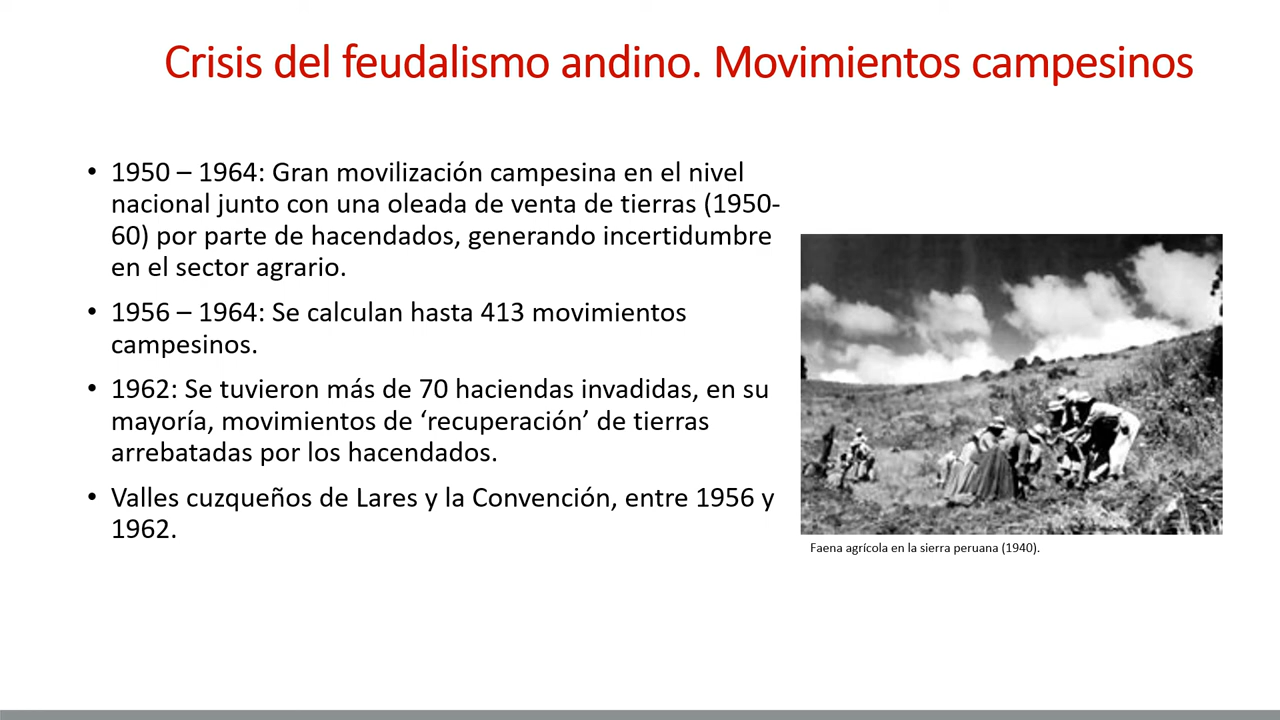 Crisis del feudalismo andino. Movimientos campesinos
• 1950 – 1964: Gran movilización campesina en el nivel
nacional junto con una oleada de venta de tierras (1950-
60) por parte de hacendados, generando incertidumbre
en el sector agrario.
• 1956 – 1964: Se calculan hasta 413 movimientos
campesinos.
• 1962: Se tuvieron más de 70 haciendas invadidas, en su
mayoría, movimientos de ‘recuperación’ de tierras
arrebatadas por los hacendados.
• Valles cuzqueños de Lares y la Convención, entre 1956 y
1962.
Faena agrícola en la sierra peruana (1940).